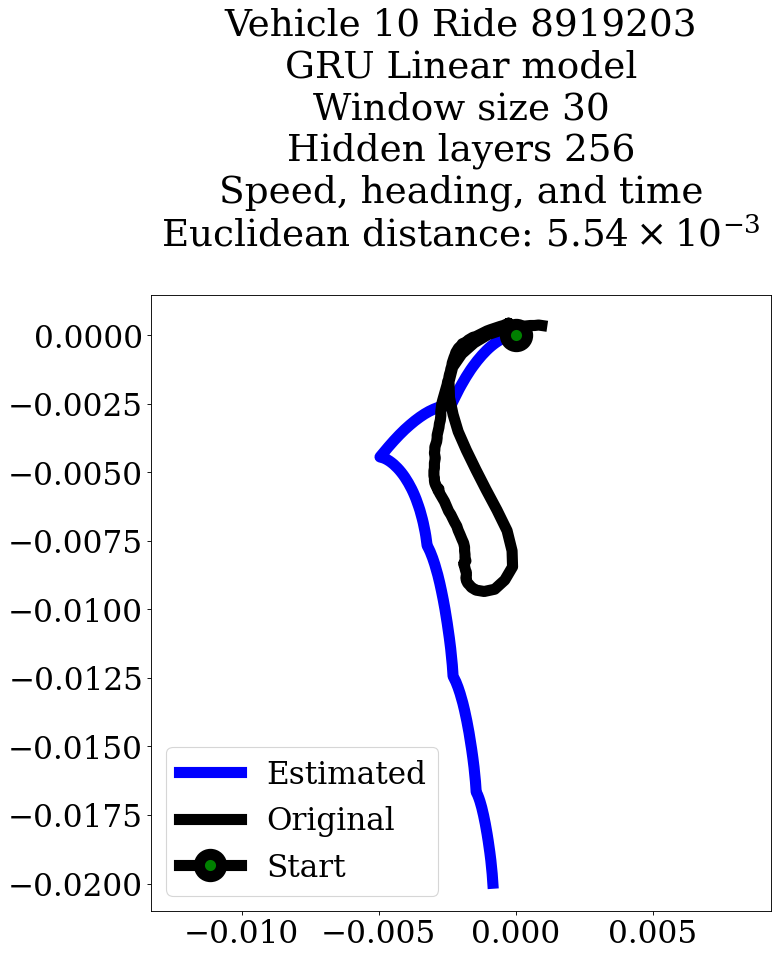 Vehicle 10 Ride 8919203
GRU Linear model
Window size 30
Hidden layers 256
Speed, heading, and time
Euclidean distance: 5.54 × 10⁻³
0.0000
−0.0025
−0.0050
−0.0075
−0.0100
−0.0125
−0.0150
−0.0175
−0.0200
Estimated
Original
Start
−0.010 −0.005 0.000 0.005